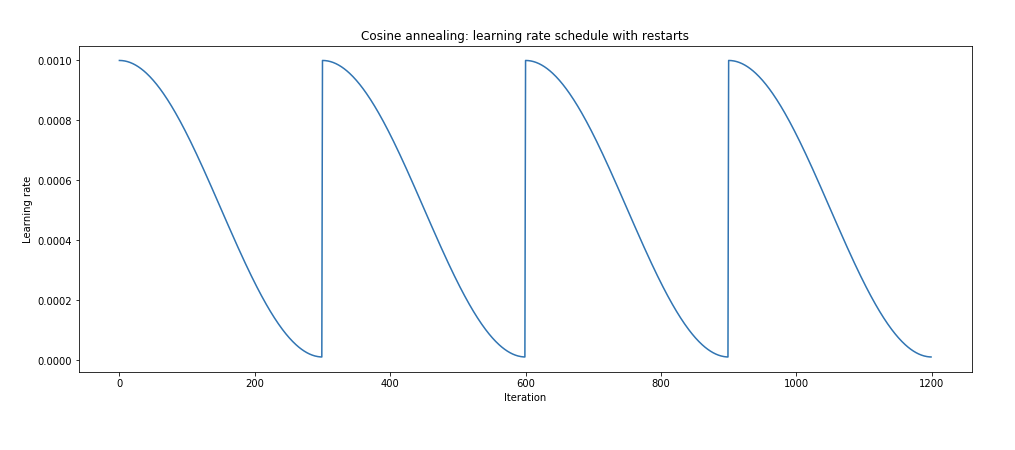 Cosine annealing: learning rate schedule with restarts
0.0010
0.0008
0.0006
0.0004
0.0002
0.0000
Learning rate
0 200 400 600 800 1000 1200
Iteration